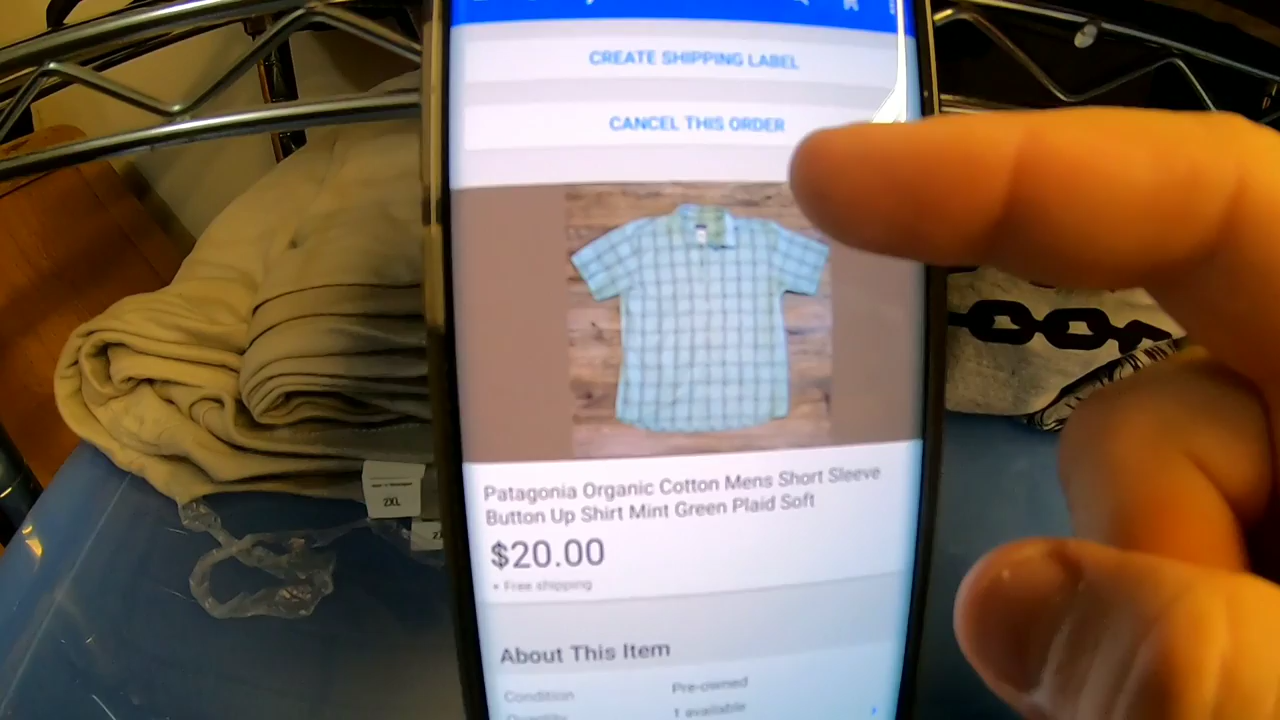 CREATE SHIPPING LABEL
CANCEL THIS ORDER
Patagonia Organic Cotton Mens Short Sleeve
Button Up Shirt Mint Green Plaid Soft
$20.00
+ Free shipping
About This Item
Condition Pre-owned
Quantity 1 available
2XL